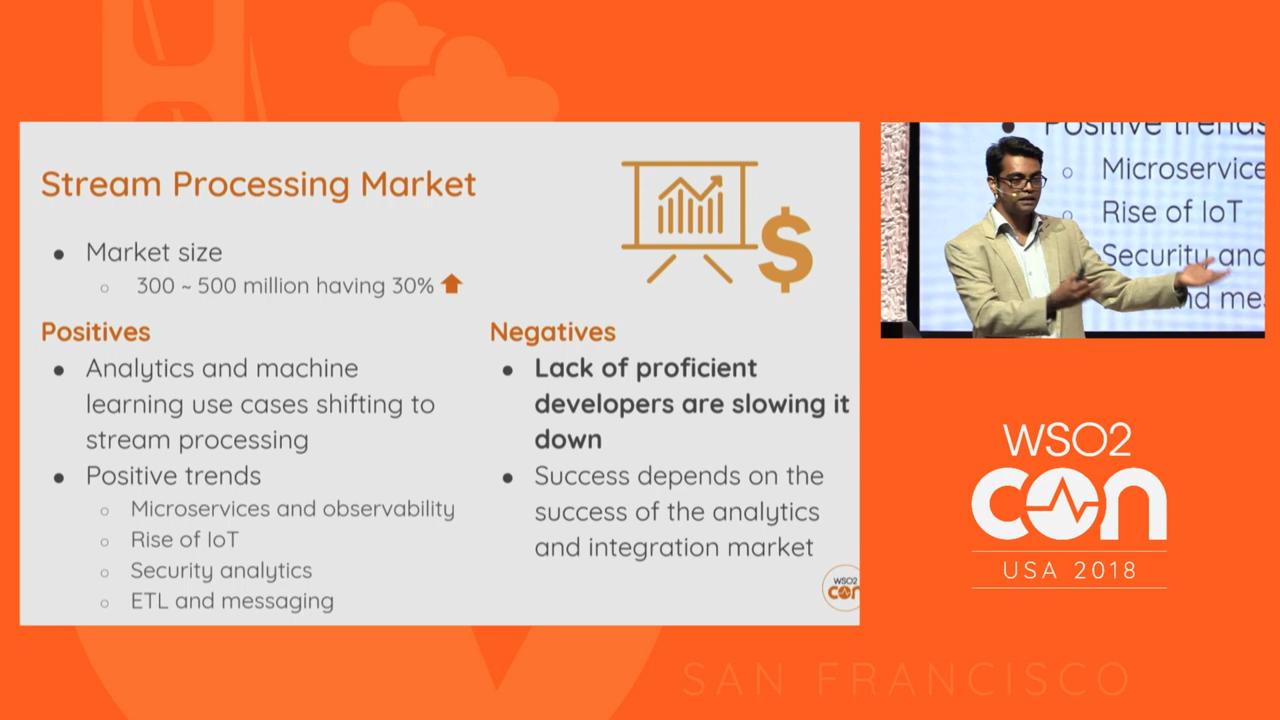 Stream Processing Market
● Market size
○ 300 ~ 500 million having 30%
Positives
● Analytics and machine
learning use cases shifting to
stream processing
● Positive trends
○ Microservices and observability
○ Rise of IoT
○ Security analytics
○ ETL and messaging
Negatives
● Lack of proficient
developers are slowing it
down
● Success depends on the
success of the analytics
and integration market
$
WSO2
con
● Positive trends
○ Microservice
○ Rise of IoT
Security and
nd mes
WSO2
CON
USA 2018
SAN FRANCISCO